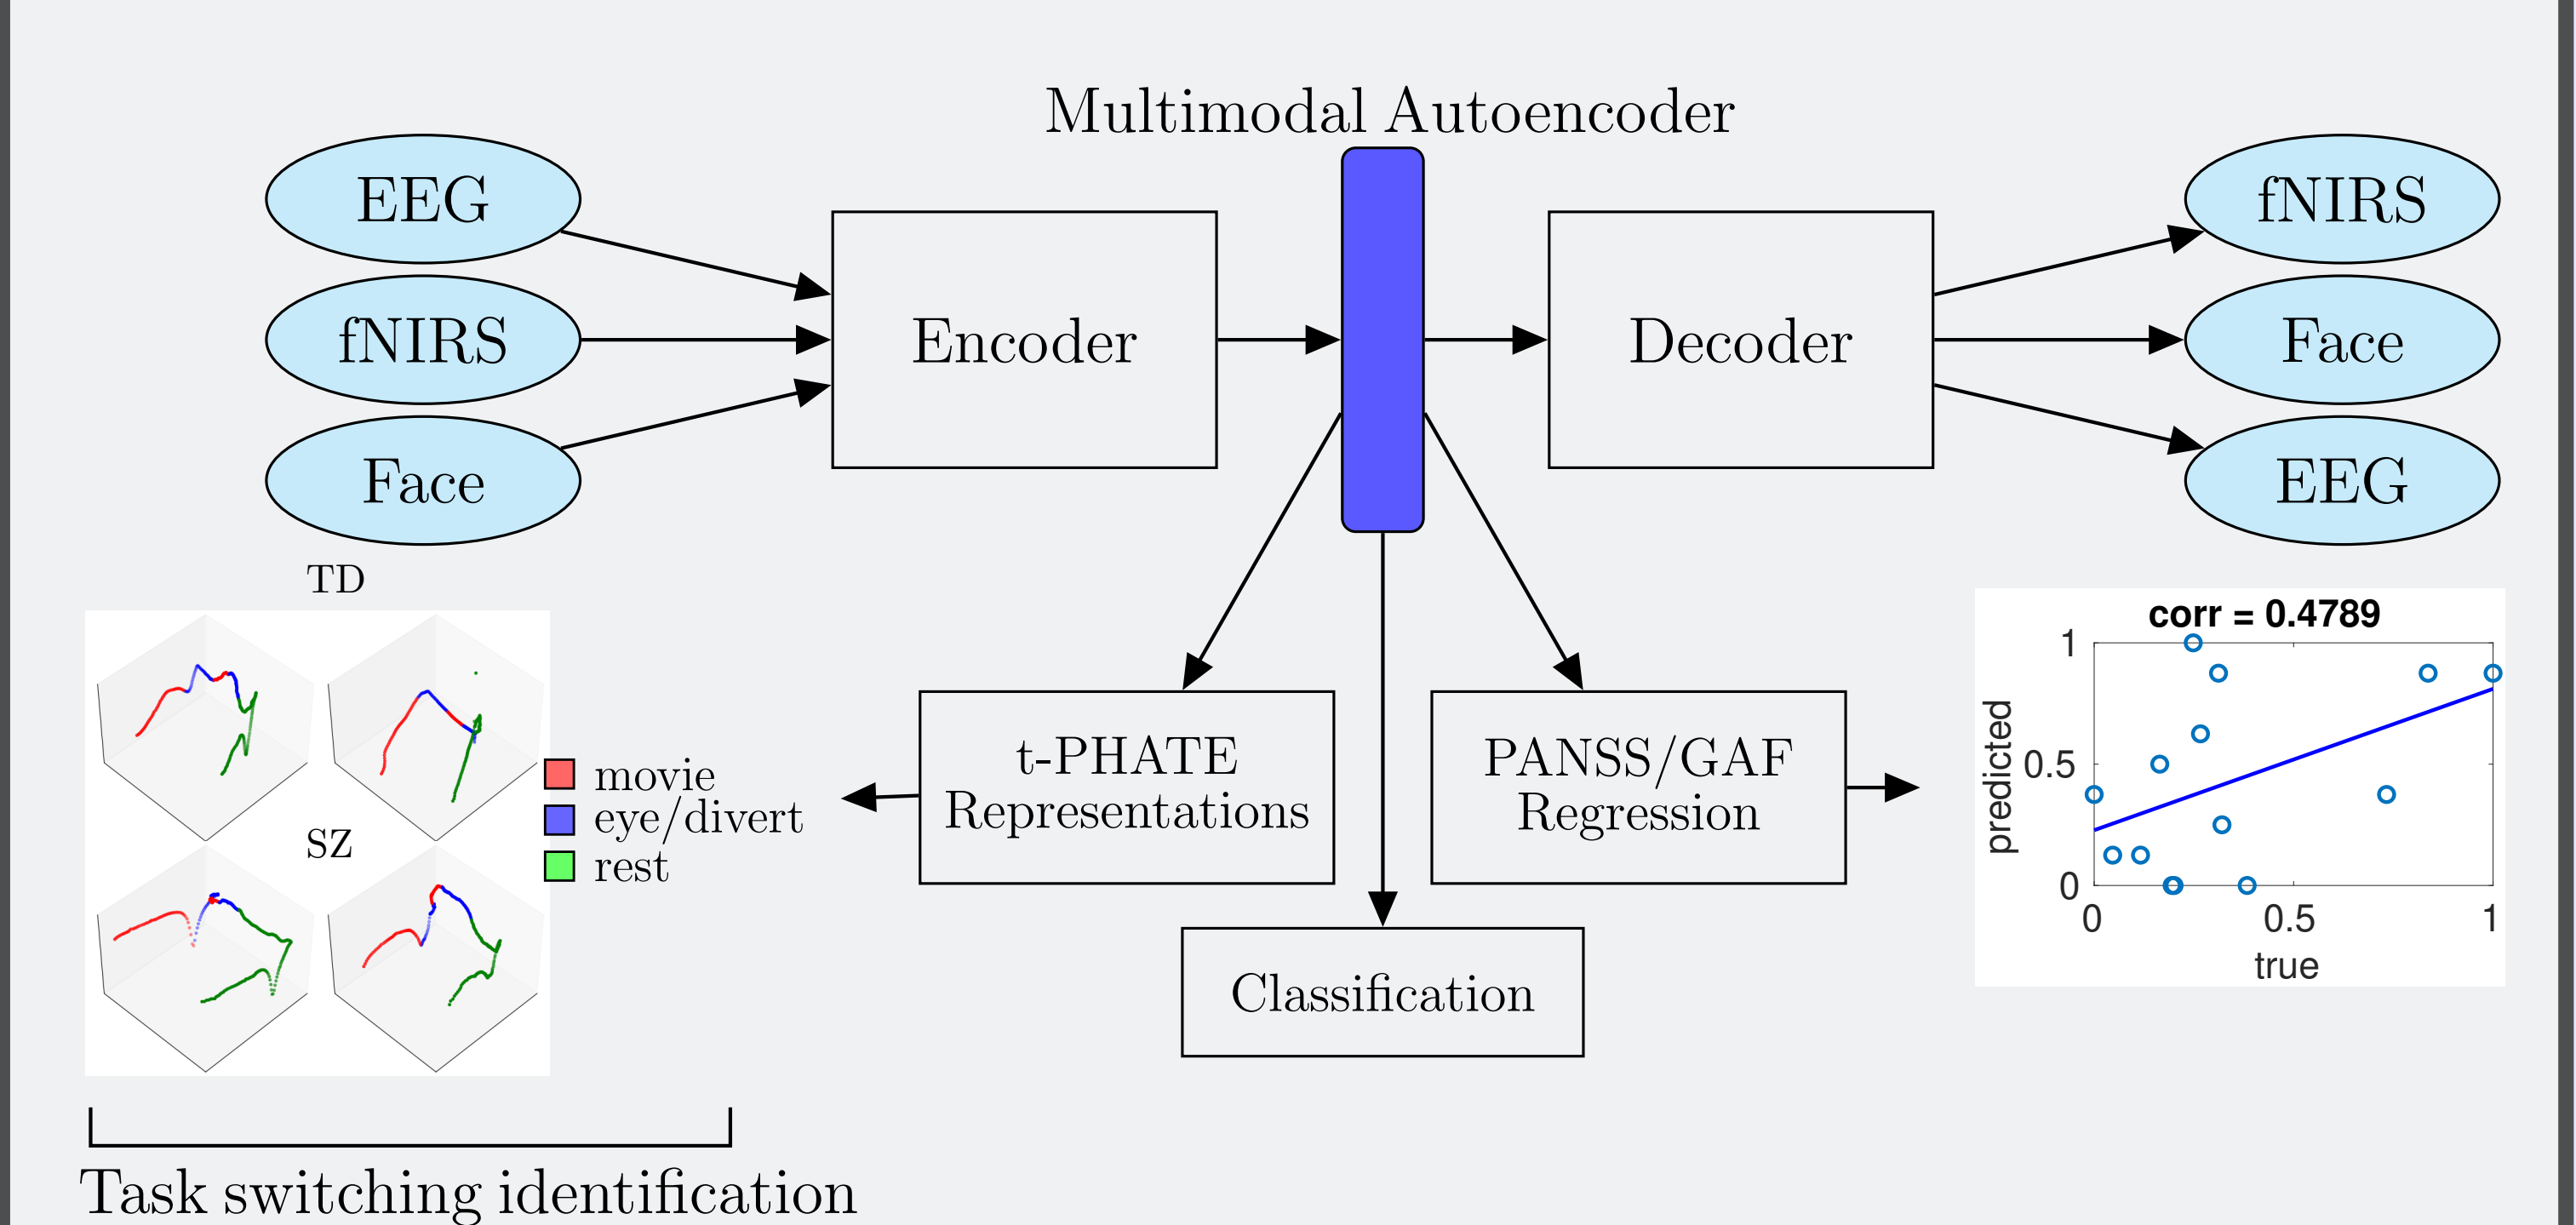 Multimodal Autoencoder
EEG
fNIRS
Face
Encoder
Decoder
fNIRS
Face
EEG
TD
SZ
movie
eye/divert
rest
t-PHATE
Representations
PANSS/GAF
Regression
Classification
corr = 0.4789
predicted
1
0.5
0
0
0.5
1
true
Task switching identification